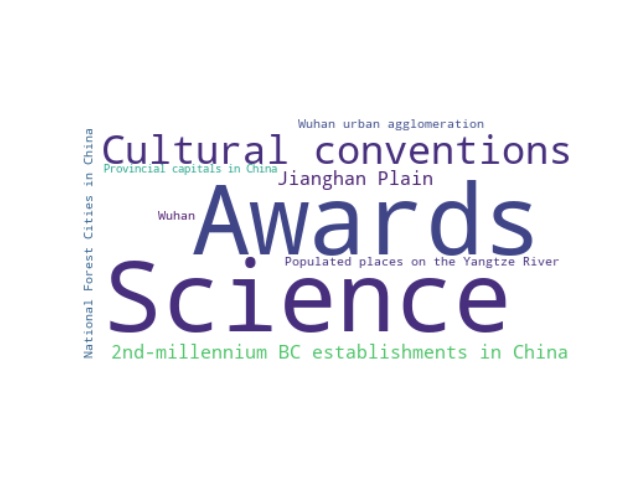 Wuhan urban agglomeration
Cultural conventions
Provincial capitals in China
Jianghan Plain
Wuhan
Awards
Populated places on the Yangtze River
Science
2nd-millennium BC establishments in China
National Forest Cities in China